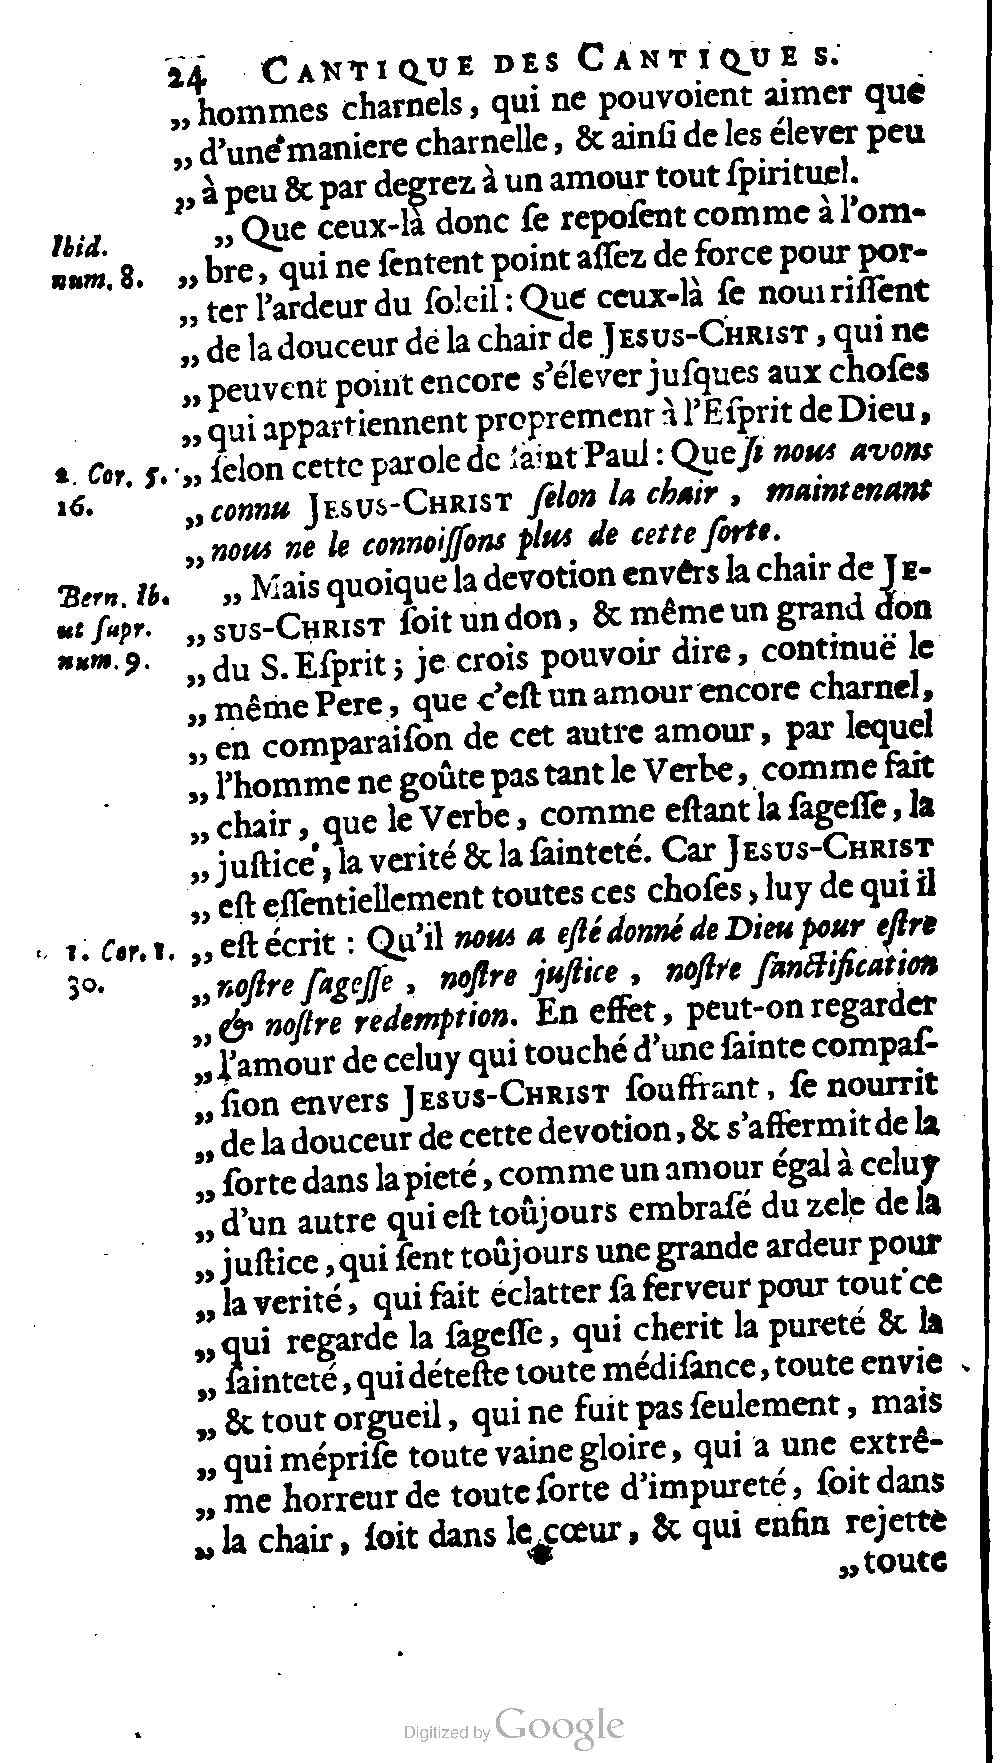 24 CANTIQUE DES CANTIQUES.
„ hommes charnels, qui ne pouvoient aimer que
„ d'une maniere charnelle, & ainſi de les élever peu
„ à peu & par degrez à un amour tout ſpirituel.
Ibid.
num. 8.
„ Que ceux-là donc ſe repoſent comme à l'om-
„ bre, qui ne ſentent point aſſez de force pour por-
„ ter l'ardeur du ſoleil : Que ceux-là ſe nourriſſent
„ de la douceur de la chair de JESUS-CHRIST, qui ne
„ peuvent point encore s'élever juſques aux choſes
„ qui appartiennent proprement à l'Eſprit de Dieu,
2. Cor. 5.
16.
„ ſelon cette parole de ſaint Paul : Que ſi nous avons
„ connu JESUS-CHRIST ſelon la chair, maintenant
„ nous ne le connoiſſons plus de cette ſorte.
Bern. Ib.
ut ſupr.
num. 9.
„ Mais quoique la devotion envêrs la chair de JE-
„ SUS-CHRIST ſoit un don, & même un grand don
„ du S. Eſprit ; je crois pouvoir dire, continuë le
„ même Pere, que c'eſt un amour encore charnel,
„ en comparaiſon de cet autre amour, par lequel
„ l'homme ne goûte pas tant le Verbe, comme fait
„ chair, que le Verbe, comme eſtant la ſageſſe, la
„ juſtice, la verité & la ſainteté. Car JESUS-CHRIST
„ eſt eſſentiellement toutes ces choſes, luy de qui il
1. Cor. 1.
30.
„ eſt écrit : Qu'il nous a eſté donné de Dieu pour eſtre
„ noſtre ſageſſe, noſtre juſtice, noſtre ſanctification
„ & noſtre redemption. En effet, peut-on regarder
„ l'amour de celuy qui touché d'une ſainte compaſ-
„ ſion envers JESUS-CHRIST ſouffrant, ſe nourrit
„ de la douceur de cette devotion, & s'affermit de la
„ ſorte dans la pieté, comme un amour égal à celuy
„ d'un autre qui eſt toûjours embraſé du zele de la
„ juſtice, qui ſent toûjours une grande ardeur pour
„ la verité, qui fait éclatter ſa ferveur pour tout ce
„ qui regarde la ſageſſe, qui cherit la pureté & la
„ ſainteté, qui déteſte toute médiſance, toute envie
„ & tout orgueil, qui ne fuit pas ſeulement, mais
„ qui mépriſe toute vaine gloire, qui a une extrê-
„ me horreur de toute ſorte d'impureté, ſoit dans
„ la chair, ſoit dans le cœur, & qui enfin rejette
„ toute
Digitized by Google